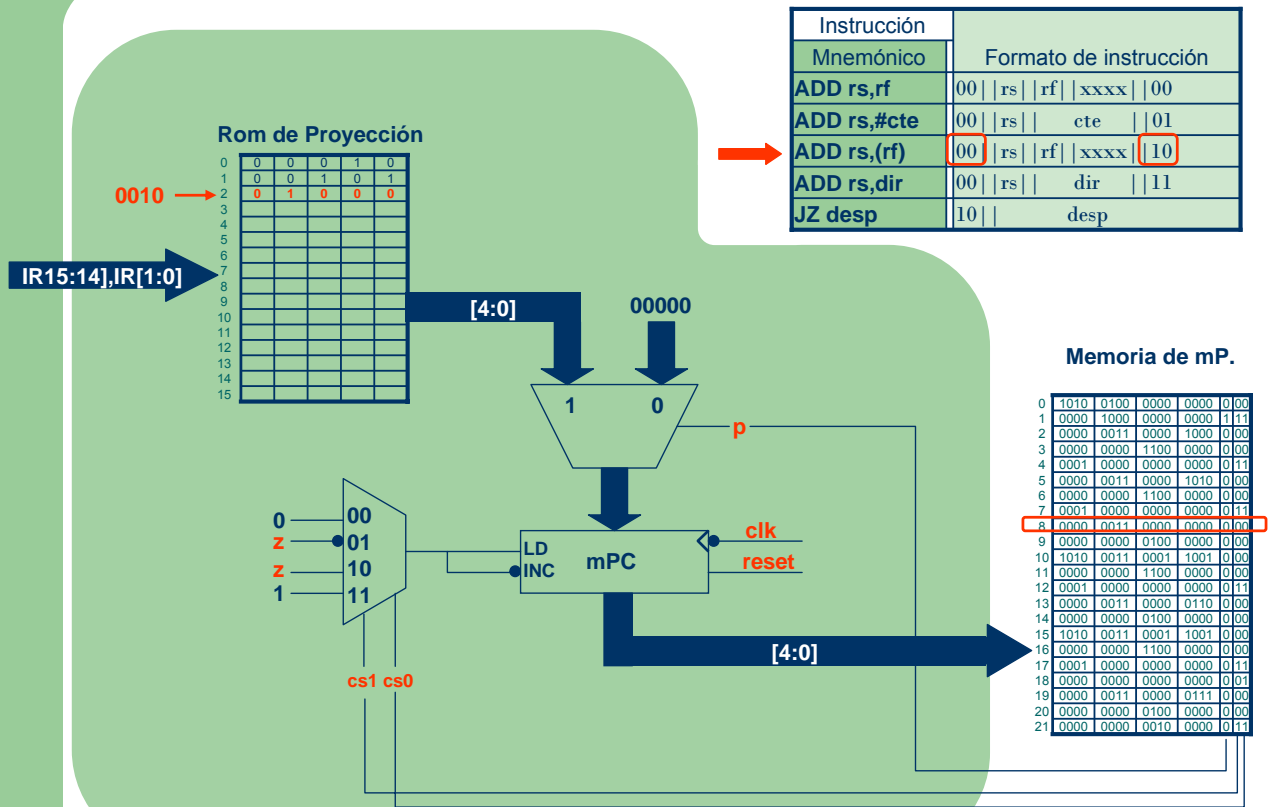 Instrucción
Mnemónico Formato de instrucción
ADD rs,rf 00||rs||rf||xxxx||00
ADD rs,#cte 00||rs|| cte ||01
ADD rs,(rf) 00||rs||rf||xxxx||10
ADD rs,dir 00||rs|| dir ||11
JZ desp 10|| desp
Rom de Proyección
0 0 0 0 1 0
1 0 0 1 0 1
0010 2 0 1 0 0 0
3
4
5
6
7
8
9
10
11
12
13
14
15
IR15:14],IR[1:0]
[4:0]
00000
1 0
p
0 00
z 01
z 10
1 11
cs1 cs0
LD
INC
mPC
clk
reset
[4:0]
Memoria de mP.
0 1010 0100 0000 0000 0 00
1 0000 1000 0000 0000 1 11
2 0000 0011 0000 1000 0 00
3 0000 0000 1100 0000 0 00
4 0001 0000 0000 0000 0 11
5 0000 0011 0000 1010 0 00
6 0000 0000 1100 0000 0 00
7 0001 0000 0000 0000 0 11
8 0000 0011 0000 0000 0 00
9 0000 0000 0100 0000 0 00
10 1010 0011 0001 1001 0 00
11 0000 0000 1100 0000 0 00
12 0001 0000 0000 0000 0 11
13 0000 0011 0000 0110 0 00
14 0000 0000 0100 0000 0 00
15 1010 0011 0001 1001 0 00
16 0000 0000 1100 0000 0 00
17 0001 0000 0000 0000 0 11
18 0000 0000 0000 0000 0 01
19 0000 0011 0000 0111 0 00
20 0000 0000 0100 0000 0 00
21 0000 0000 0010 0000 0 11